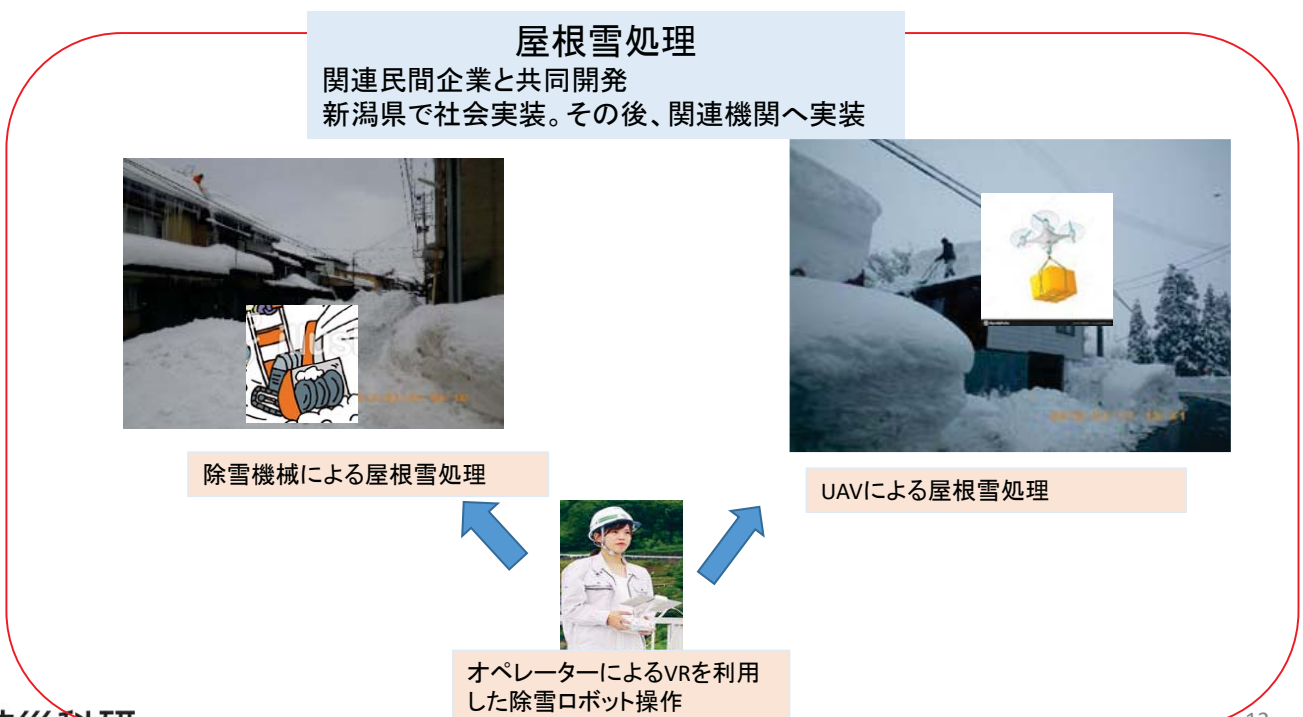 屋根雪処理
関連民間企業と共同開発
新潟県で社会実装。その後、関連機関へ実装
除雪機械による屋根雪処理
UAVによる屋根雪処理
オペレーターによるVRを利用
した除雪ロボット操作